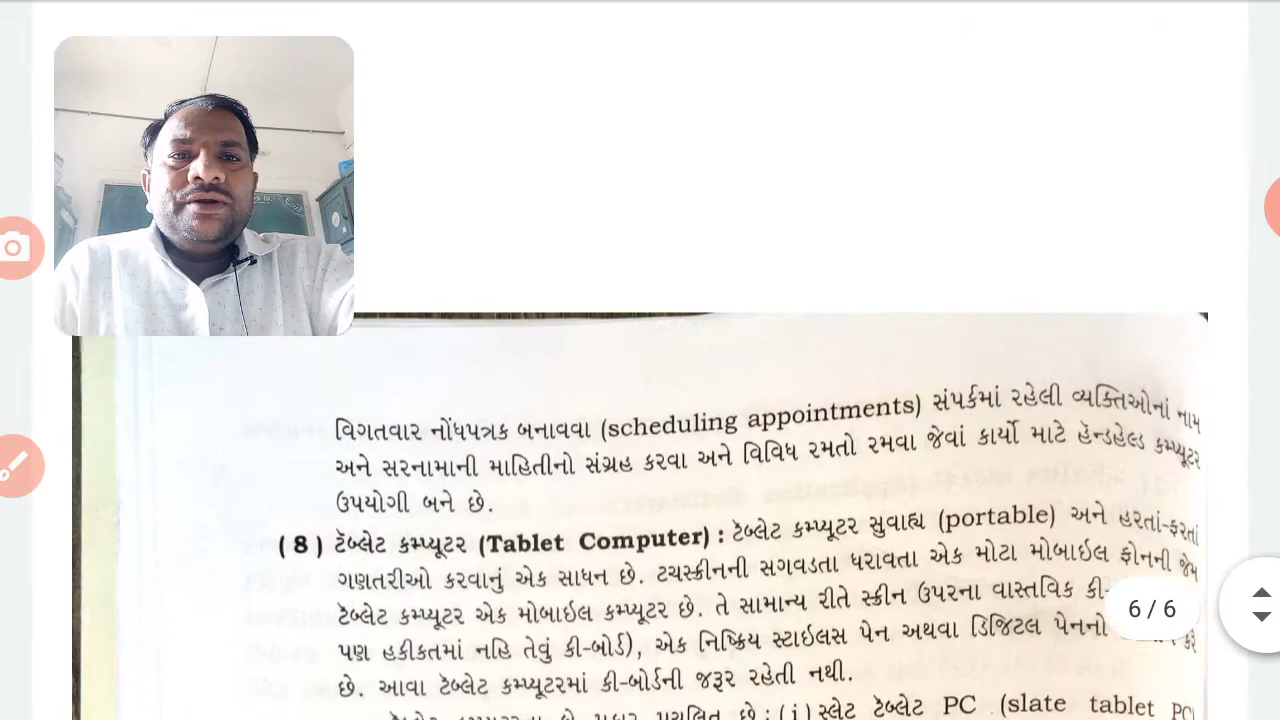 વિગતવાર નોંધપત્રક બનાવવા (scheduling appointments) સંપર્કમાં રહેલી વ્યક્તિઓનાં નામ
અને સરનામાની માહિતીનો સંગ્રહ કરવા અને વિવિધ રમતો રમવા જેવાં કાર્યો માટે હૅન્ડહેલ્ડ કમ્પ્યૂટર
ઉપયોગી બને છે.
( 8 ) ટૅબ્લેટ કમ્પ્યૂટર (Tablet Computer) : ટૅબ્લેટ કમ્પ્યૂટર સુવાહ્ય (portable) અને હરતાં-ફરતાં
ગણતરીઓ કરવાનું એક સાધન છે. ટચસ્ક્રીનની સગવડતા ધરાવતા એક મોટા મોબાઇલ ફોનની જેમ
ટૅબ્લેટ કમ્પ્યૂટર એક મોબાઇલ કમ્પ્યૂટર છે. તે સામાન્ય રીતે સ્ક્રીન ઉપરના વાસ્તવિક કી-
6 / 6
પણ હકીકતમાં નહિ તેવું કી-બોર્ડ), એક નિષ્ક્રિય સ્ટાઇલસ પેન અથવા ડિજિટલ પેનનો કરે
છે. આવા ટૅબ્લેટ કમ્પ્યૂટરમાં કી-બોર્ડની જરૂર રહેતી નથી.
બે પ્રકાર પ્રચલિત છે : (i) સ્લેટ ટૅબ્લેટ PC (slate tablet PC)